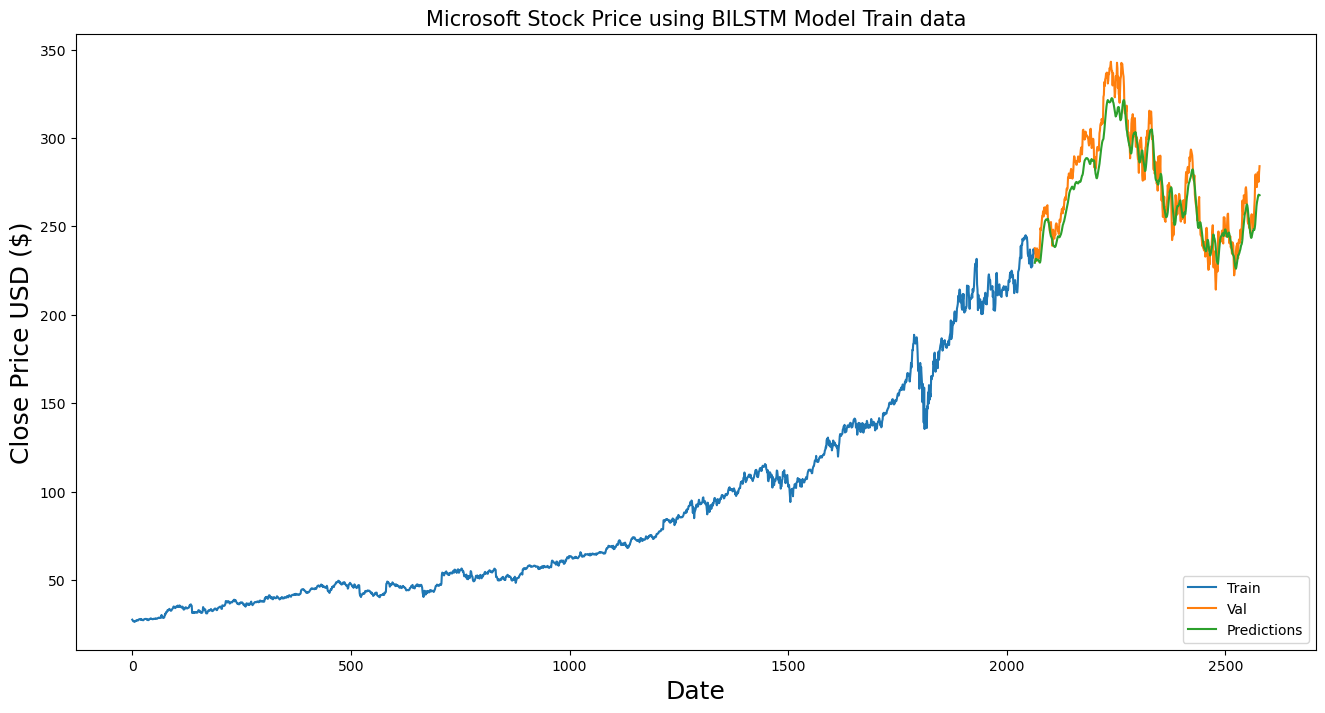 Microsoft Stock Price using BILSTM Model Train data
Close Price USD ($)
350
300
250
200
150
100
50
0
500
1000
1500
2000
2500
Date
Train
Val
Predictions